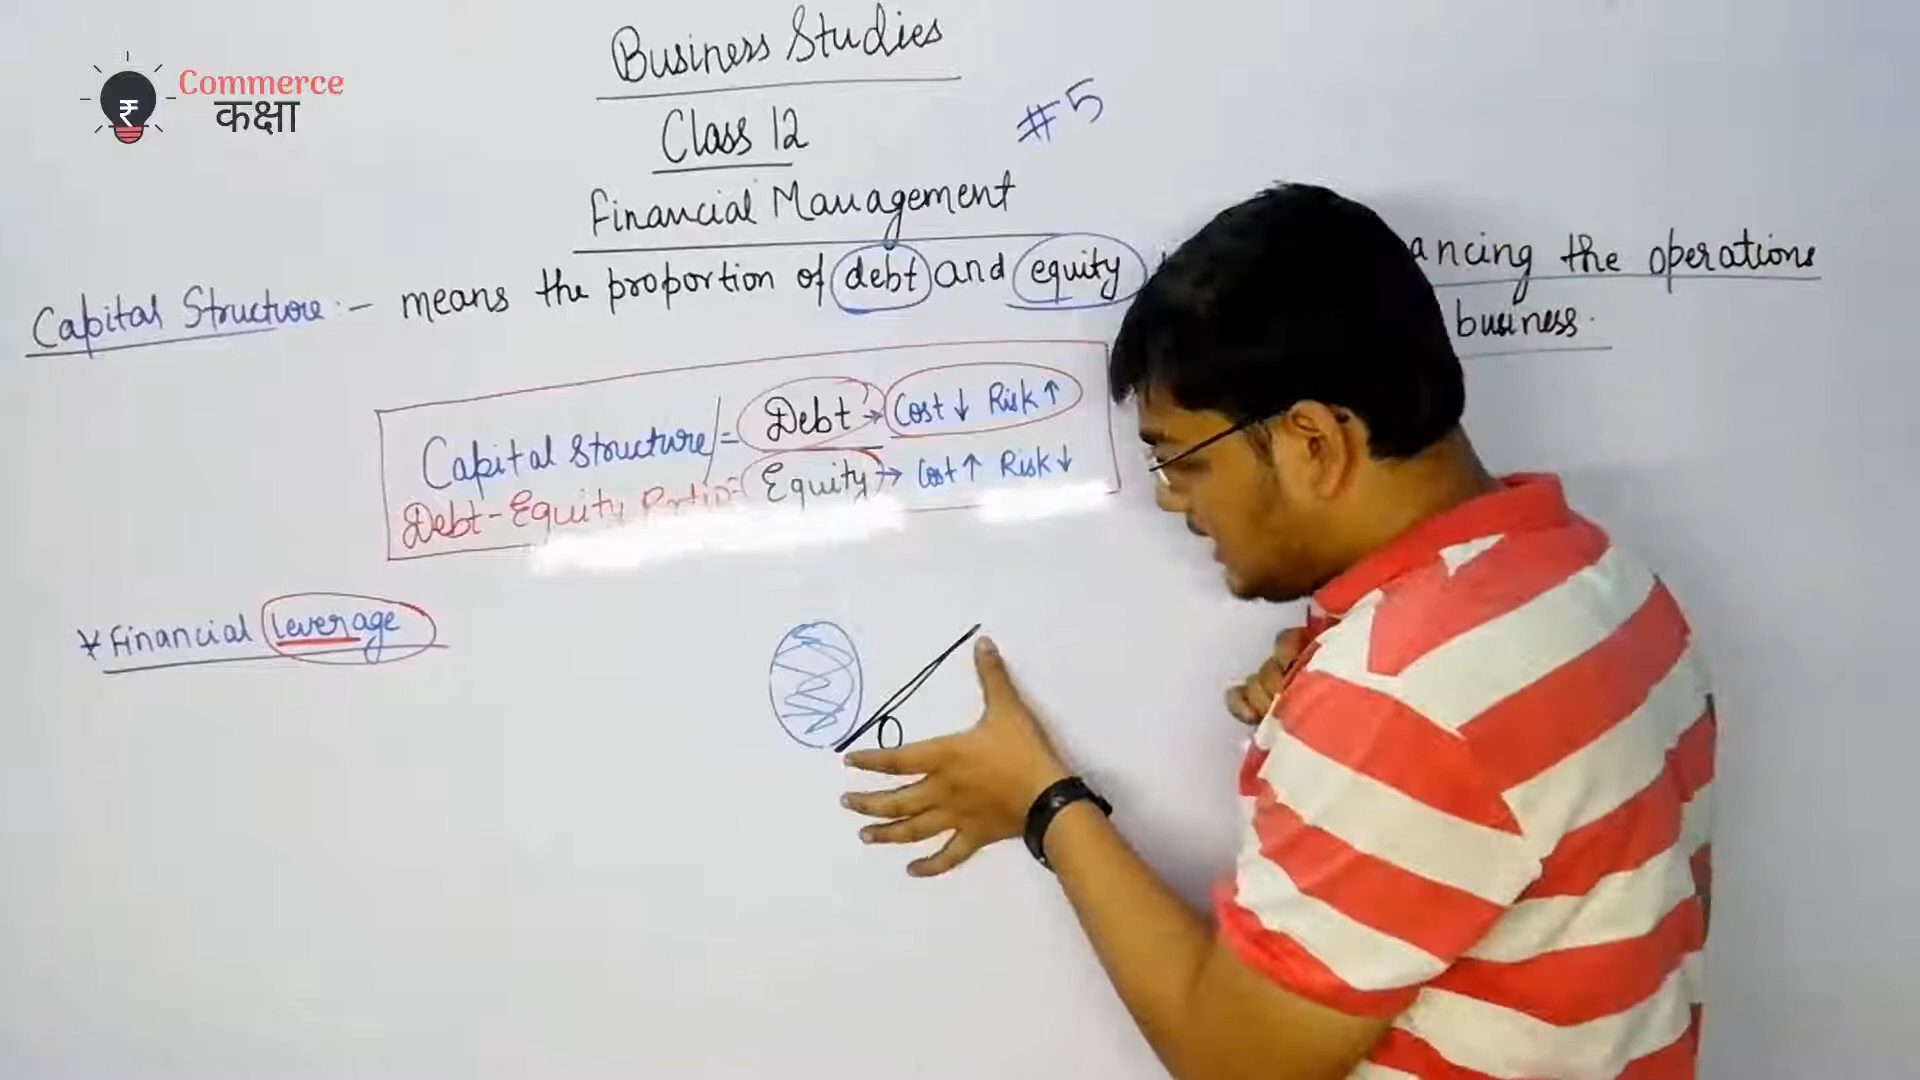 Commerce
कक्षा
₹
Business Studies
Class 12
#5
Financial Management
Capital Structure :- means the proportion of debt and equity ancing the operations
business.
Capital Structure / = Debt → Cost ↓ Risk ↑
Debt-Equity Ratio = Equity → Cost ↑ Risk ↓
* Financial leverage